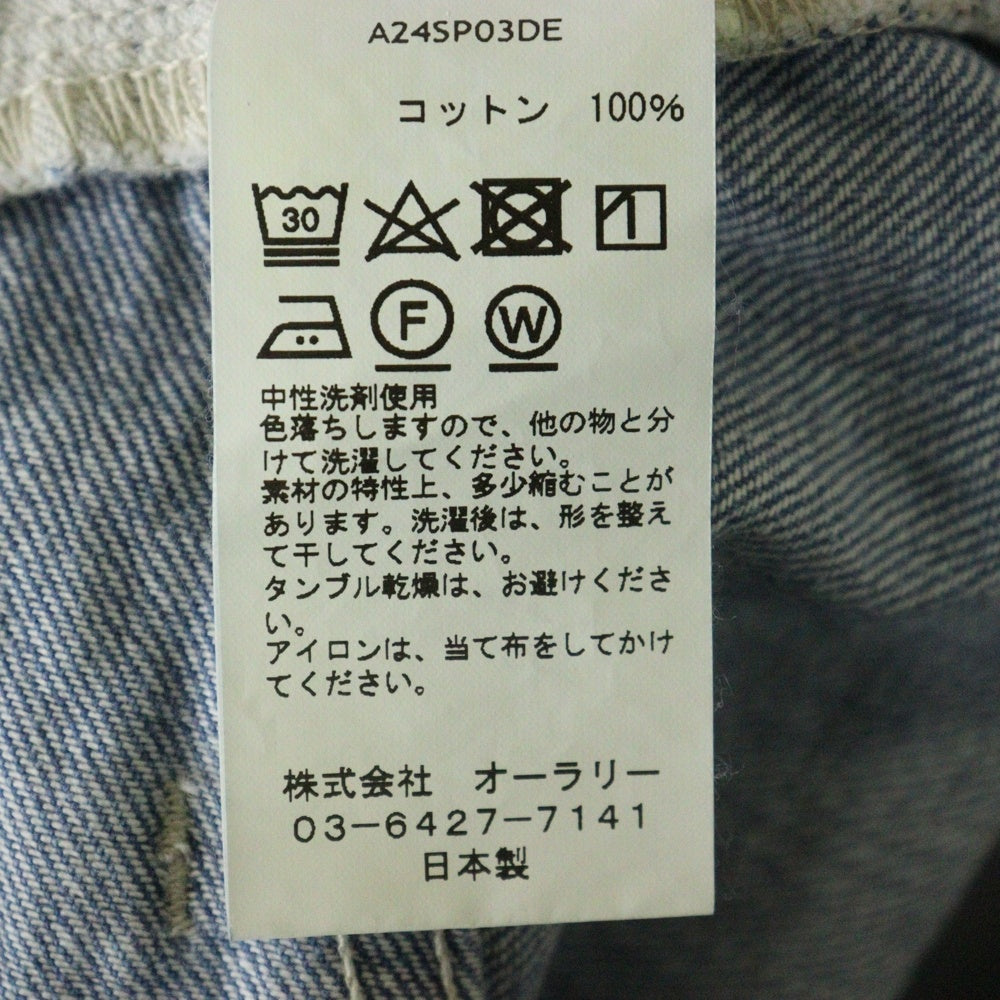 A24SP03DE
コットン　100%
30
F W
中性洗剤使用
色落ちしますので、他の物と分
けて洗濯してください。
素材の特性上、多少縮むことが
あります。洗濯後は、形を整え
て干してください。
タンブル乾燥は、お避けくださ
い。
アイロンは、当て布をしてかけ
てください。
株式会社　オーラリー
03-6427-7141
日本製